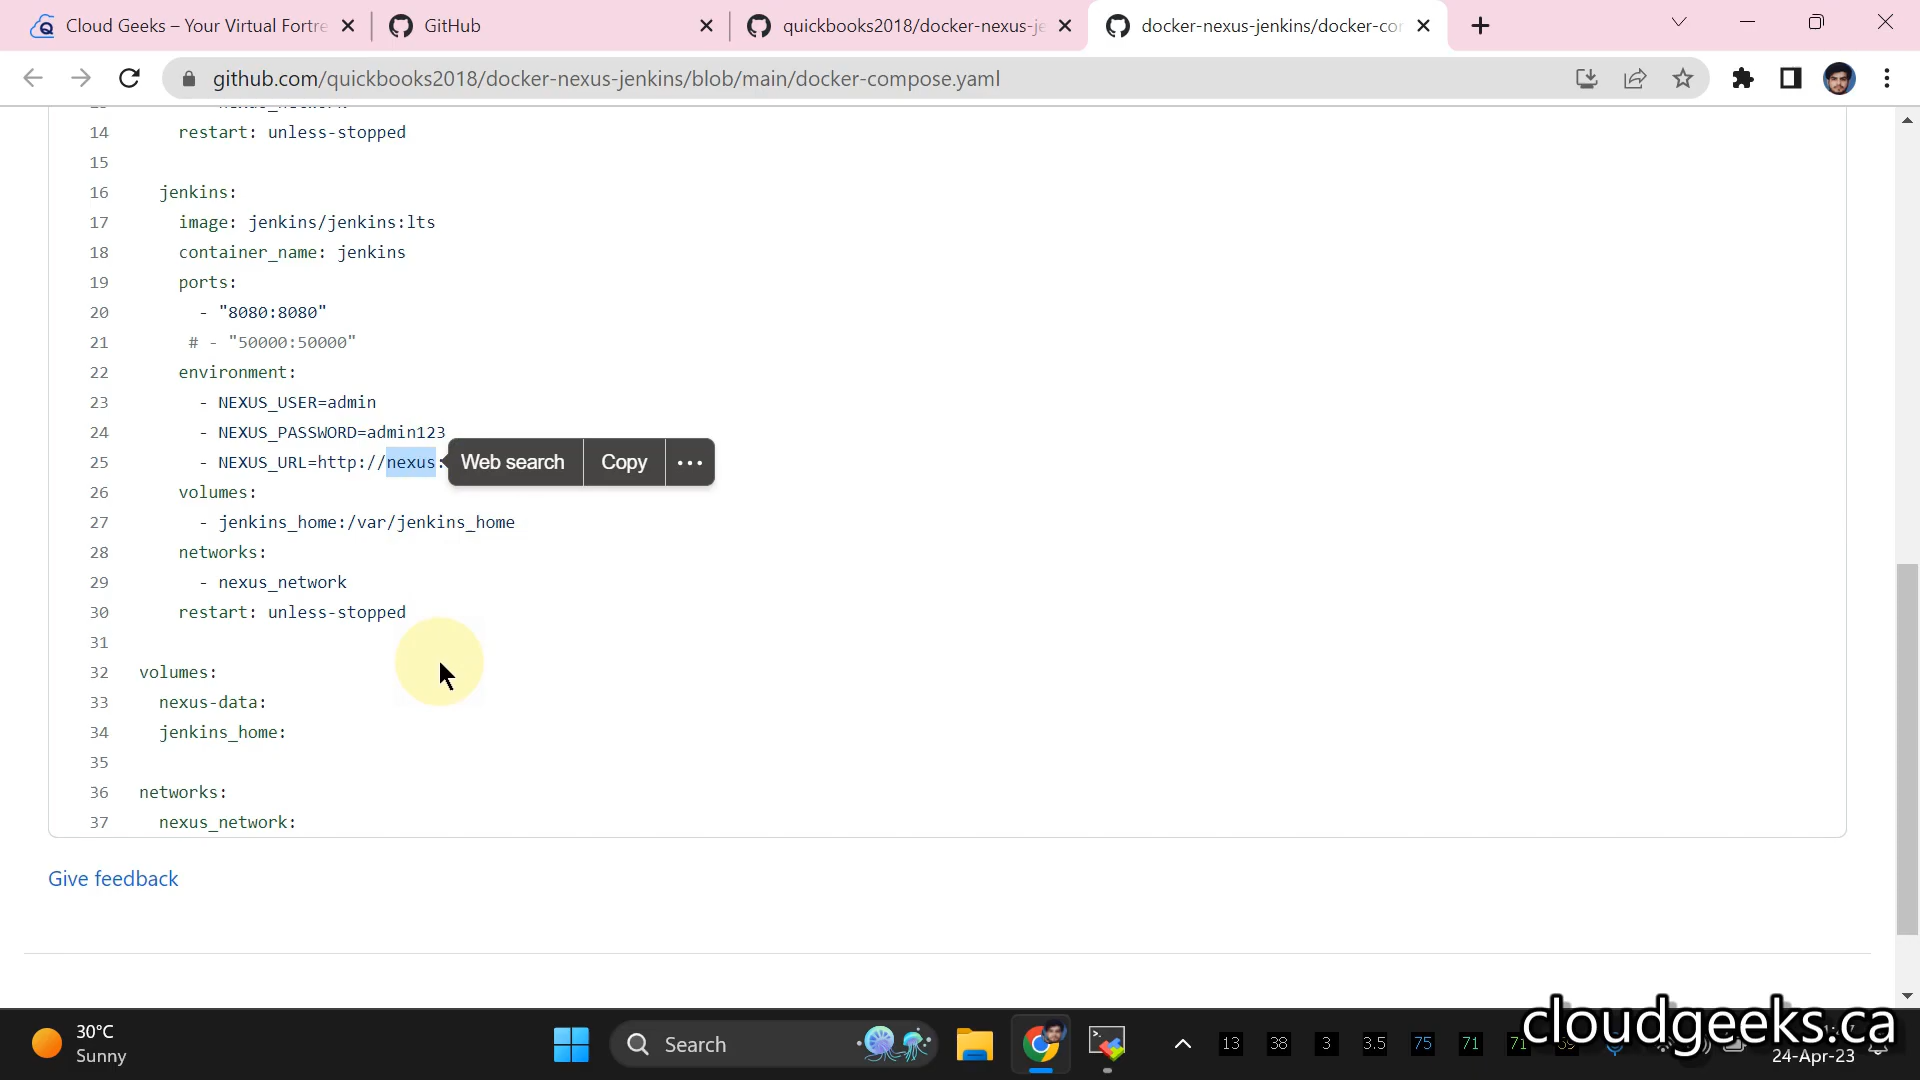 Cloud Geeks – Your Virtual Fortre
GitHub
quickbooks2018/docker-nexus-je
docker-nexus-jenkins/docker-cor
github.com/quickbooks2018/docker-nexus-jenkins/blob/main/docker-compose.yaml
14 restart: unless-stopped
15
16 jenkins:
17 image: jenkins/jenkins:lts
18 container_name: jenkins
19 ports:
20 - "8080:8080"
21 # - "50000:50000"
22 environment:
23 - NEXUS_USER=admin
24 - NEXUS_PASSWORD=admin123
25 - NEXUS_URL=http://nexus:
Web search Copy ...
26 volumes:
27 - jenkins_home:/var/jenkins_home
28 networks:
29 - nexus_network
30 restart: unless-stopped
31
32 volumes:
33 nexus-data:
34 jenkins_home:
35
36 networks:
37 nexus_network:
Give feedback
cloudgeeks.ca
30°C
Sunny
Search
13 38 3 3.5 75 71 71
24-Apr-23